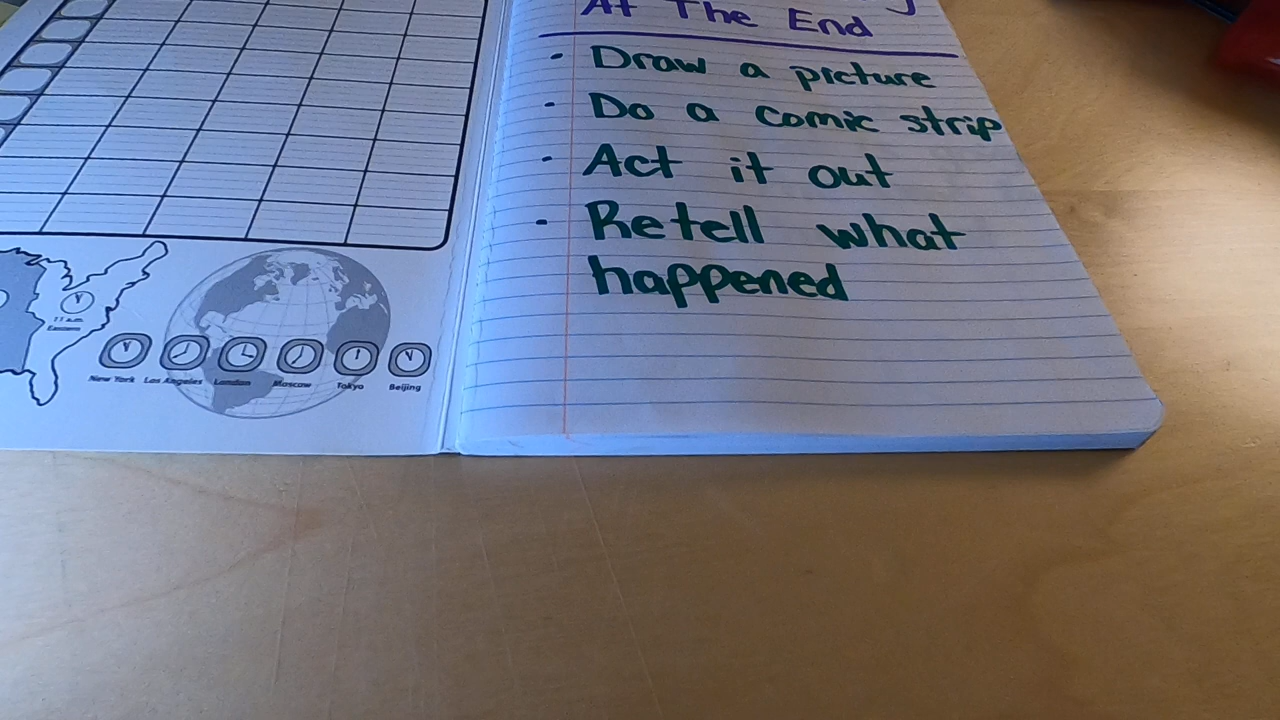 At The End
• Draw a picture
• Do a comic strip
• Act it out
• Retell what
happened
New York Los Angeles London Moscow Tokyo Beijing